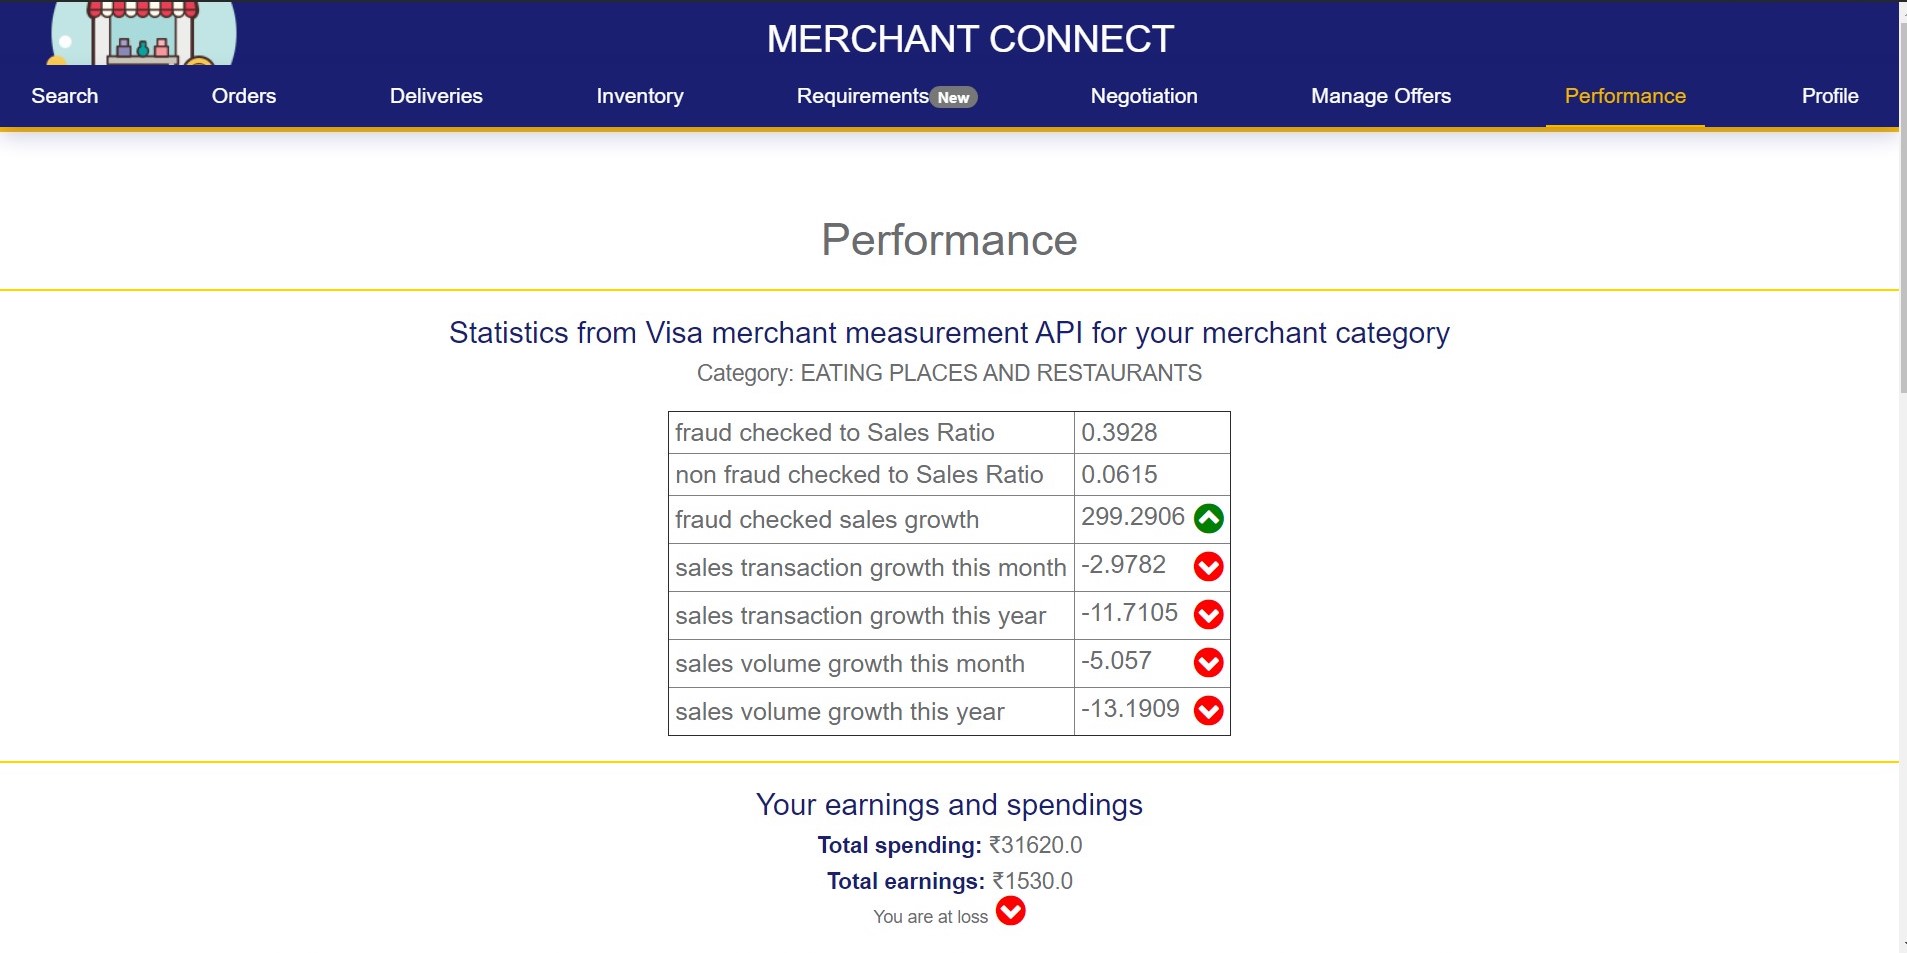 MERCHANT CONNECT
Search Orders Deliveries Inventory Requirements New Negotiation Manage Offers Performance Profile
Performance
Statistics from Visa merchant measurement API for your merchant category
Category: EATING PLACES AND RESTAURANTS
fraud checked to Sales Ratio 0.3928
non fraud checked to Sales Ratio 0.0615
fraud checked sales growth 299.2906
sales transaction growth this month -2.9782
sales transaction growth this year -11.7105
sales volume growth this month -5.057
sales volume growth this year -13.1909
Your earnings and spendings
Total spending: ₹31620.0
Total earnings: ₹1530.0
You are at loss